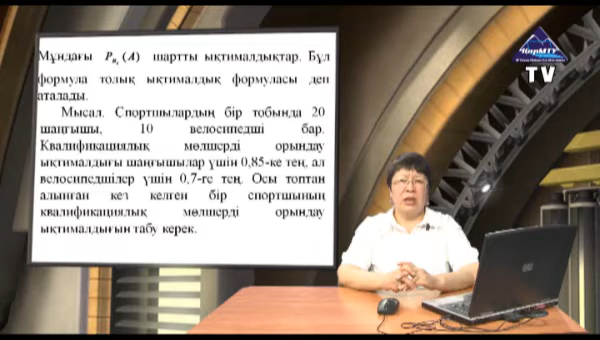 Мұндағы P_{H_i}(A) шартты ықтималдықтар. Бұл
формула толық ықтималдық формуласы деп
аталады.
Мысал. Спортшылардың бір тобында 20
шаңғышы, 10 велосипедші бар.
Квалификациялық мөлшерді орындау
ықтималдығы шаңғышылар үшін 0,85-ке тең, ал
велосипедшілер үшін 0,7-ге тең. Осы топтан
алынған кез келген бір спортшының
квалификациялық мөлшерді орындау
ықтималдығын табу керек.
КарМТУ
TV